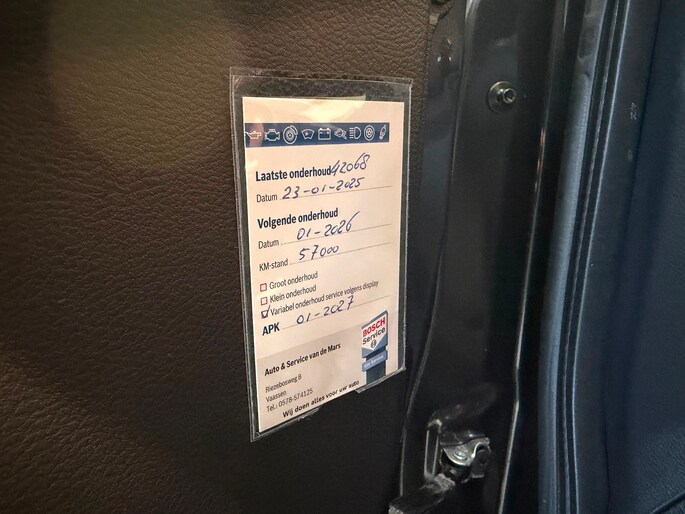 Laatste onderhoud 42068
Datum 23-01-2025
Volgende onderhoud
Datum 01-2026
KM-stand 57000
Groot onderhoud
Klein onderhoud
Variabel onderhoud service volgens display
APK 01-2027
BOSCH
Service
Auto & Service van de Mars
Riezebosweg 8
Vaassen
Tel.: 0578-574125
Wij doen alles voor uw auto